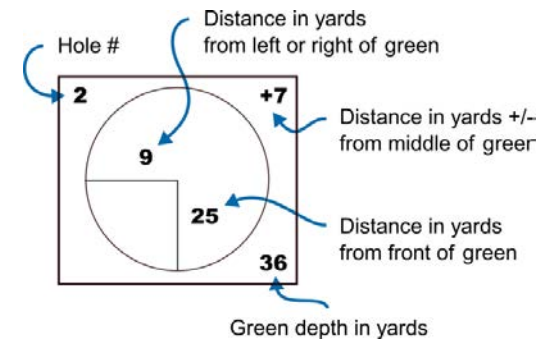 Distance in yards
from left or right of green
Hole #
2
+7
Distance in yards +/-
from middle of green
9
25
Distance in yards
from front of green
36
Green depth in yards